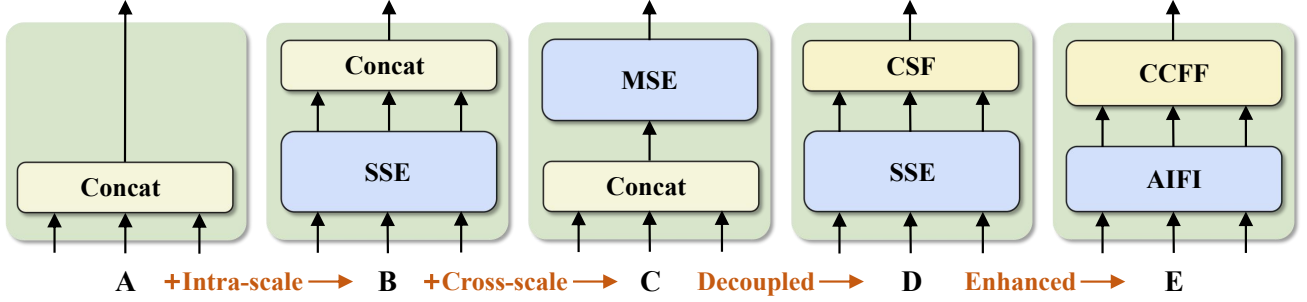 Concat
Concat
SSE
MSE
Concat
CSF
SSE
CCFF
AIFI
A +Intra-scale B +Cross-scale C Decoupled D Enhanced E